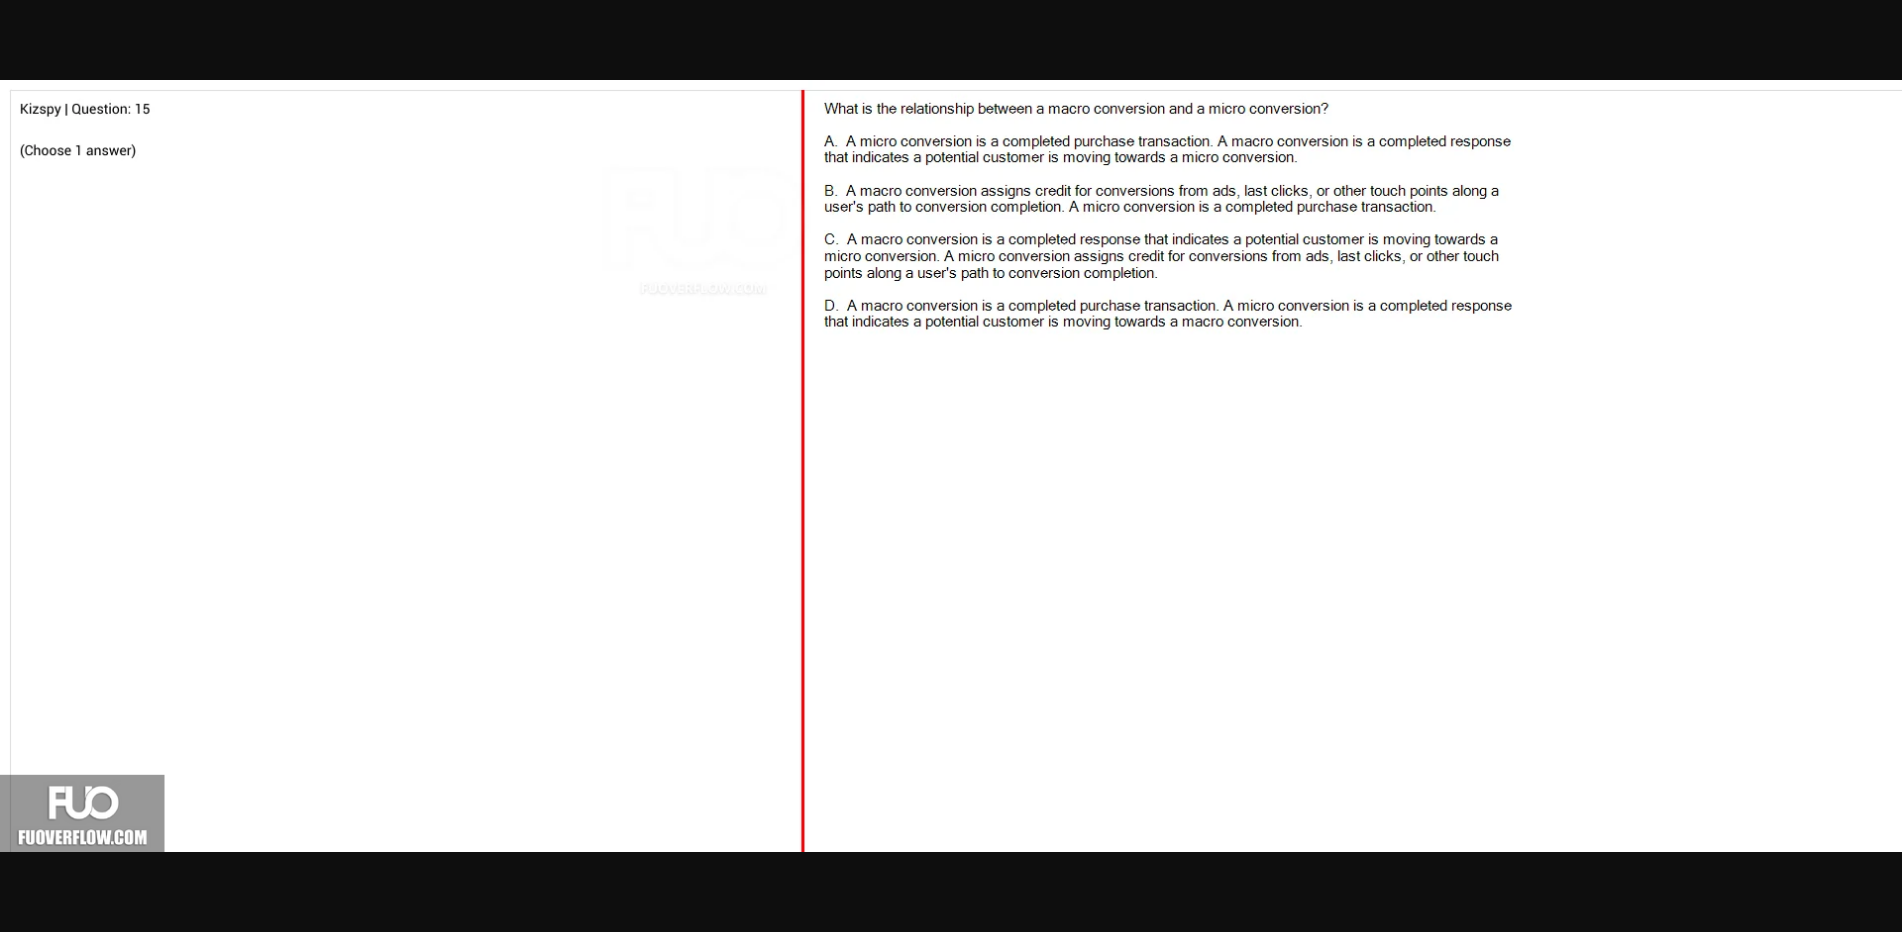 Kizspy | Question: 15
(Choose 1 answer)
What is the relationship between a macro conversion and a micro conversion?
A.  A micro conversion is a completed purchase transaction. A macro conversion is a completed response
that indicates a potential customer is moving towards a micro conversion.
B.  A macro conversion assigns credit for conversions from ads, last clicks, or other touch points along a
user's path to conversion completion. A micro conversion is a completed purchase transaction.
C.  A macro conversion is a completed response that indicates a potential customer is moving towards a
micro conversion. A micro conversion assigns credit for conversions from ads, last clicks, or other touch
points along a user's path to conversion completion.
D.  A macro conversion is a completed purchase transaction. A micro conversion is a completed response
that indicates a potential customer is moving towards a macro conversion.
FUO
FUOVERFLOW.COM
FUO
FUOVERFLOW.COM